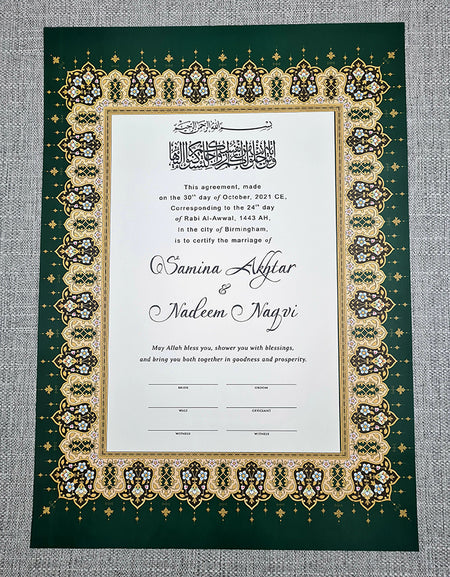 بسم الله الرحمن الرحيم
This agreement, made
on the 30th day of October, 2021 CE,
Corresponding to the 24th day
of Rabi Al-Awwal, 1443 AH,
In the city of Birmingham,
is to certify the marriage of
Samina Akhtar
&
Nadeem Naqvi
May Allah bless you, shower you with blessings,
and bring you both together in goodness and prosperity.
BRIDE GROOM
WALI OFFICIANT
WITNESS WITNESS